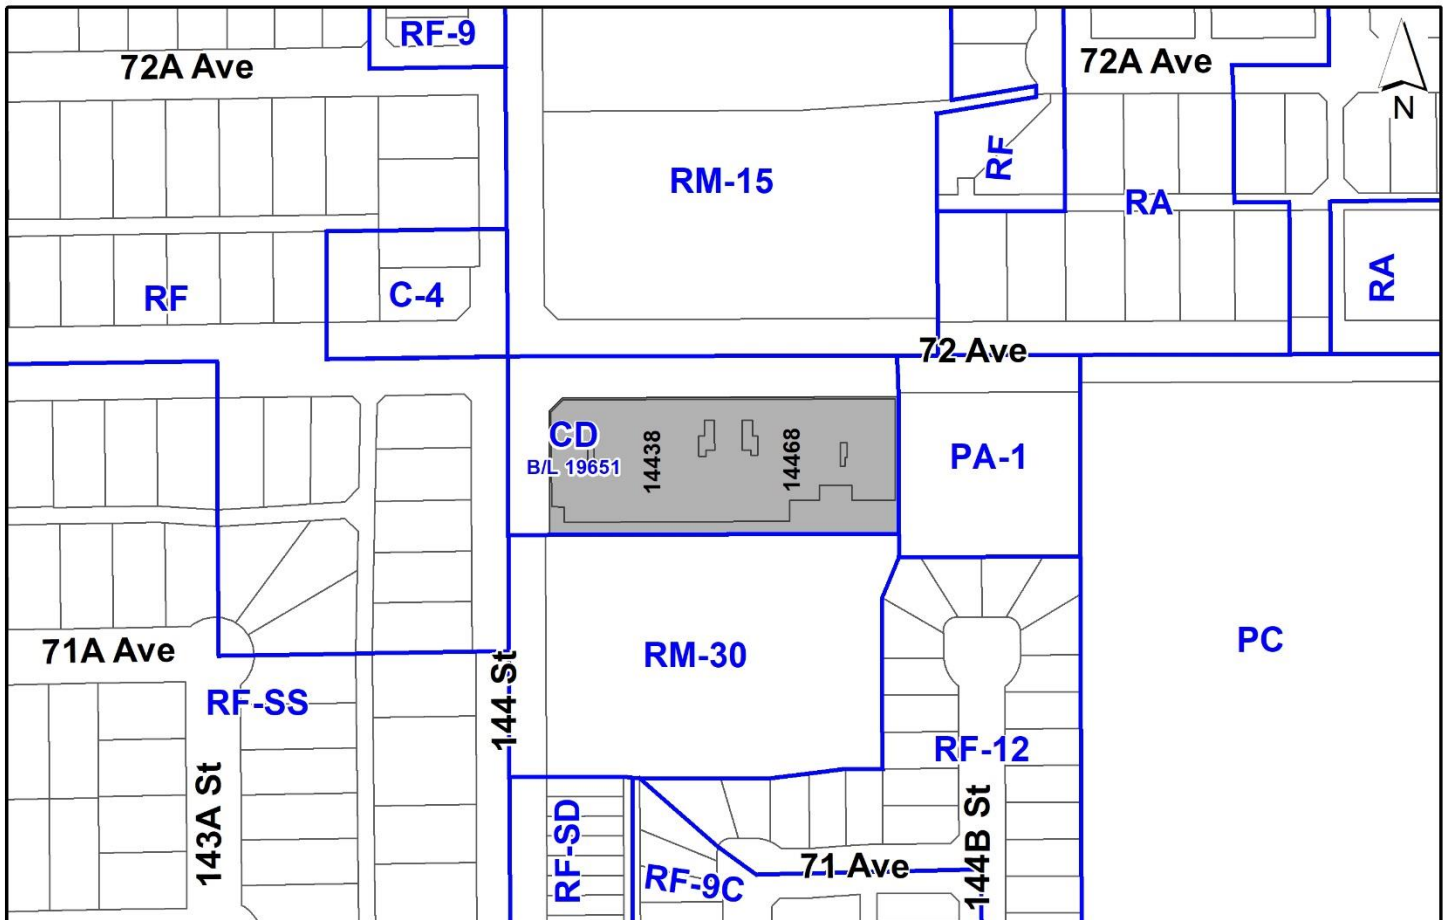 RF-9
72A Ave
72A Ave
N
RM-15
RF
RA
RF
C-4
RA
72 Ave
CD
B/L 19651
14438
14468
PA-1
71A Ave
RM-30
PC
RF-SS
144 St
RF-12
143A St
RF-SD
RF-9C
71 Ave
144B St